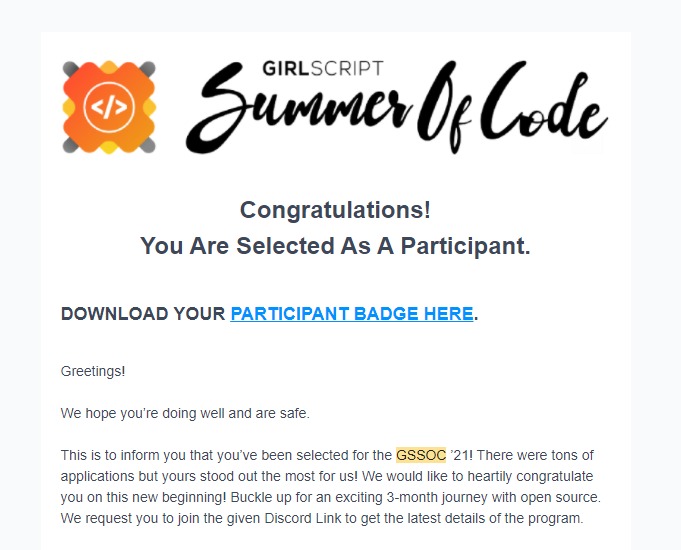 </>
GIRLSCRIPT
Summer Of Code
Congratulations!
You Are Selected As A Participant.
DOWNLOAD YOUR PARTICIPANT BADGE HERE.
Greetings!
We hope you’re doing well and are safe.
This is to inform you that you’ve been selected for the GSSOC ’21! There were tons of
applications but yours stood out the most for us! We would like to heartily congratulate
you on this new beginning! Buckle up for an exciting 3-month journey with open source.
We request you to join the given Discord Link to get the latest details of the program.